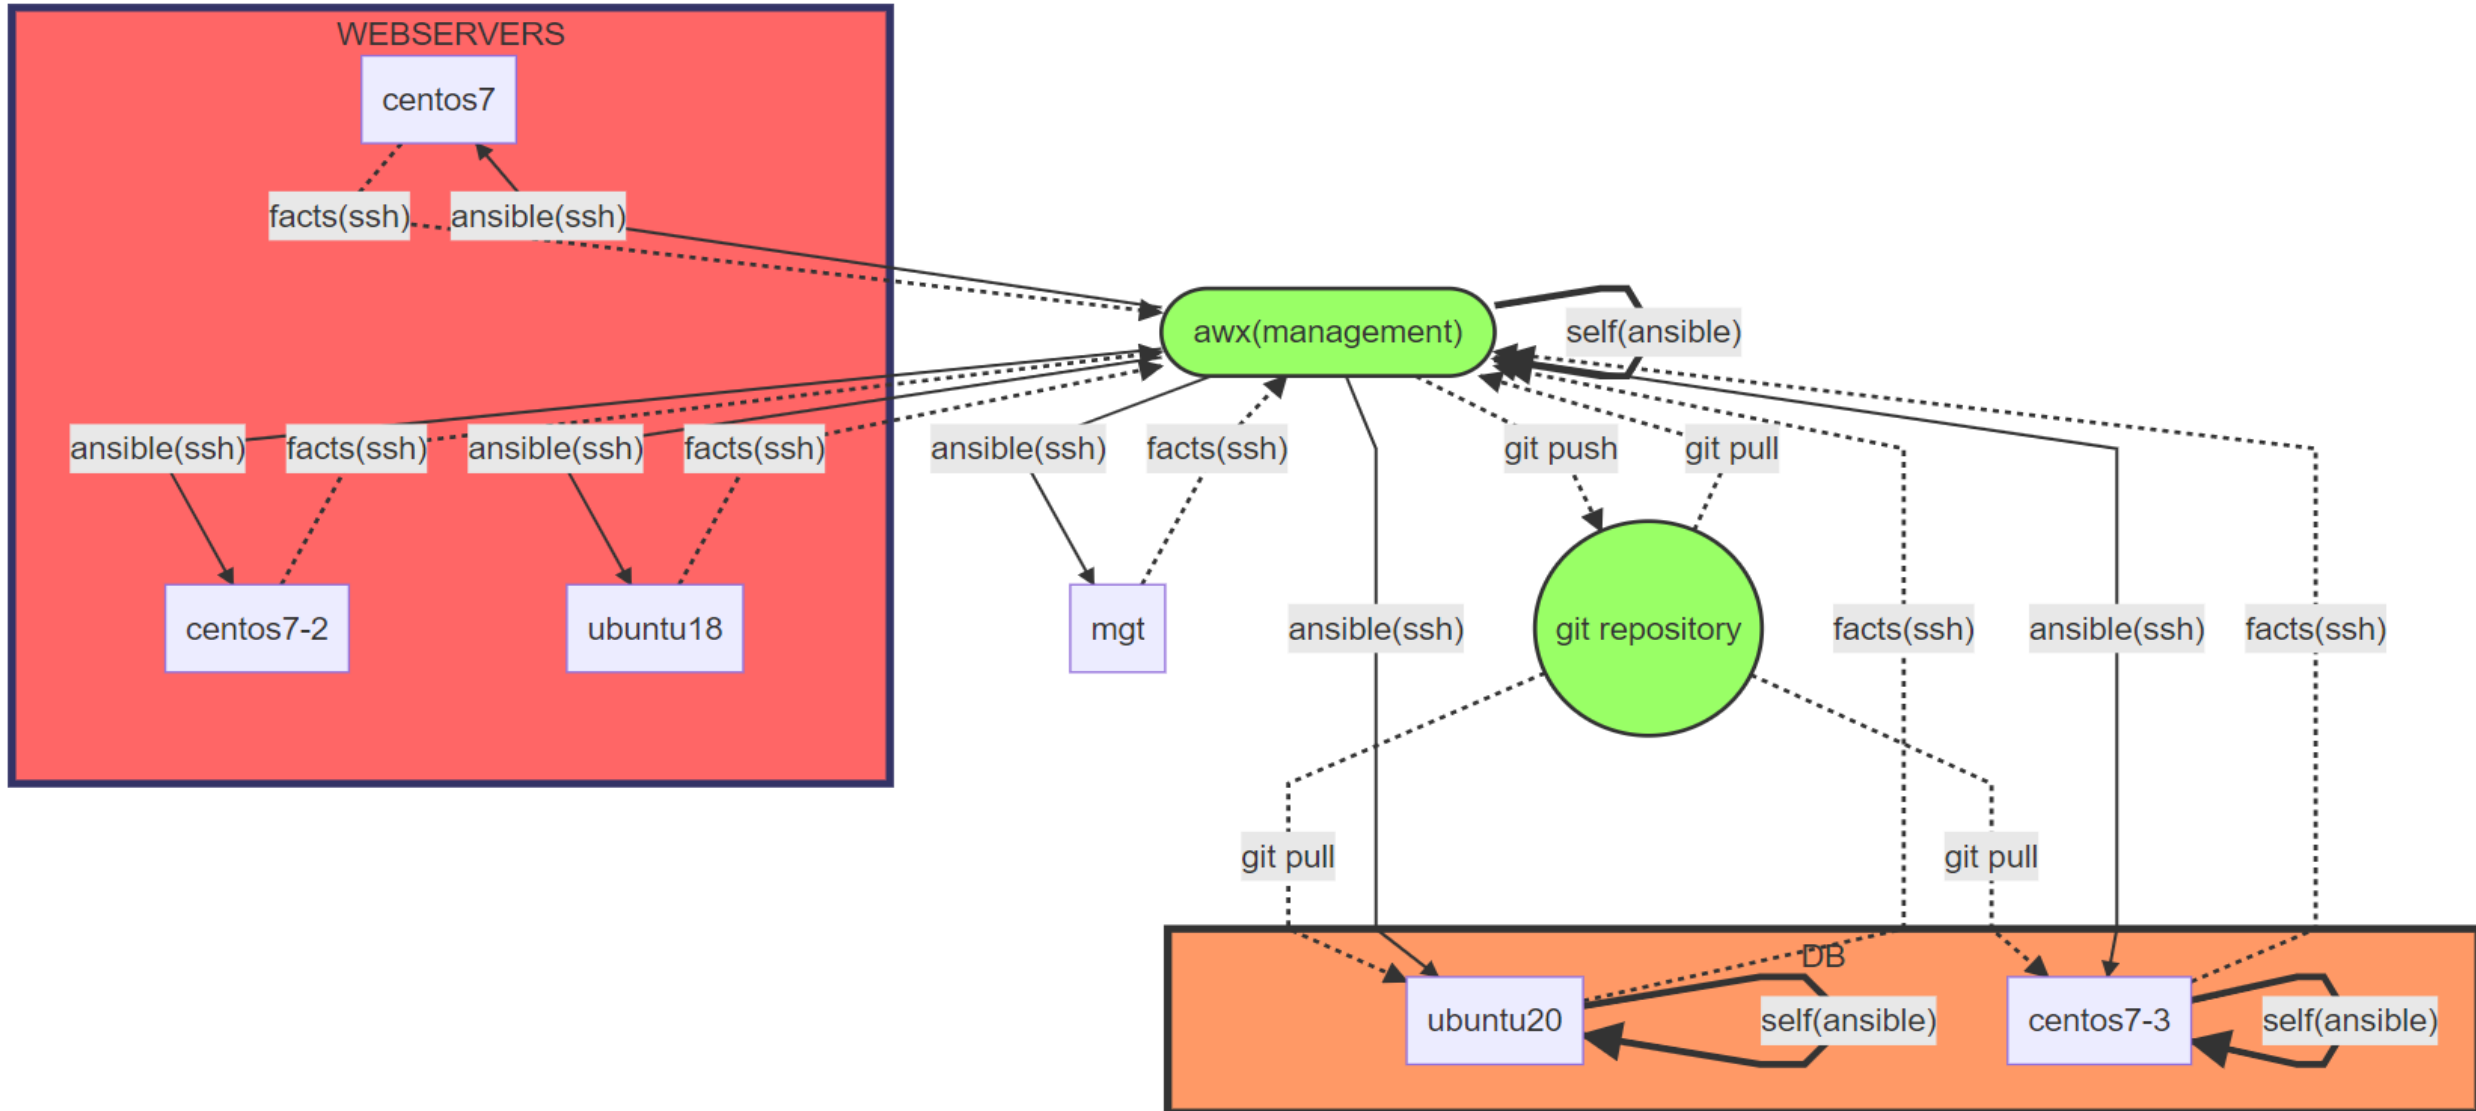 WEBSERVERS
centos7
facts(ssh)
ansible(ssh)
awx(management)
self(ansible)
ansible(ssh)
facts(ssh)
ansible(ssh)
facts(ssh)
ansible(ssh)
facts(ssh)
git push
git pull
centos7-2
ubuntu18
mgt
ansible(ssh)
git repository
facts(ssh)
ansible(ssh)
facts(ssh)
git pull
git pull
DB
ubuntu20
self(ansible)
centos7-3
self(ansible)